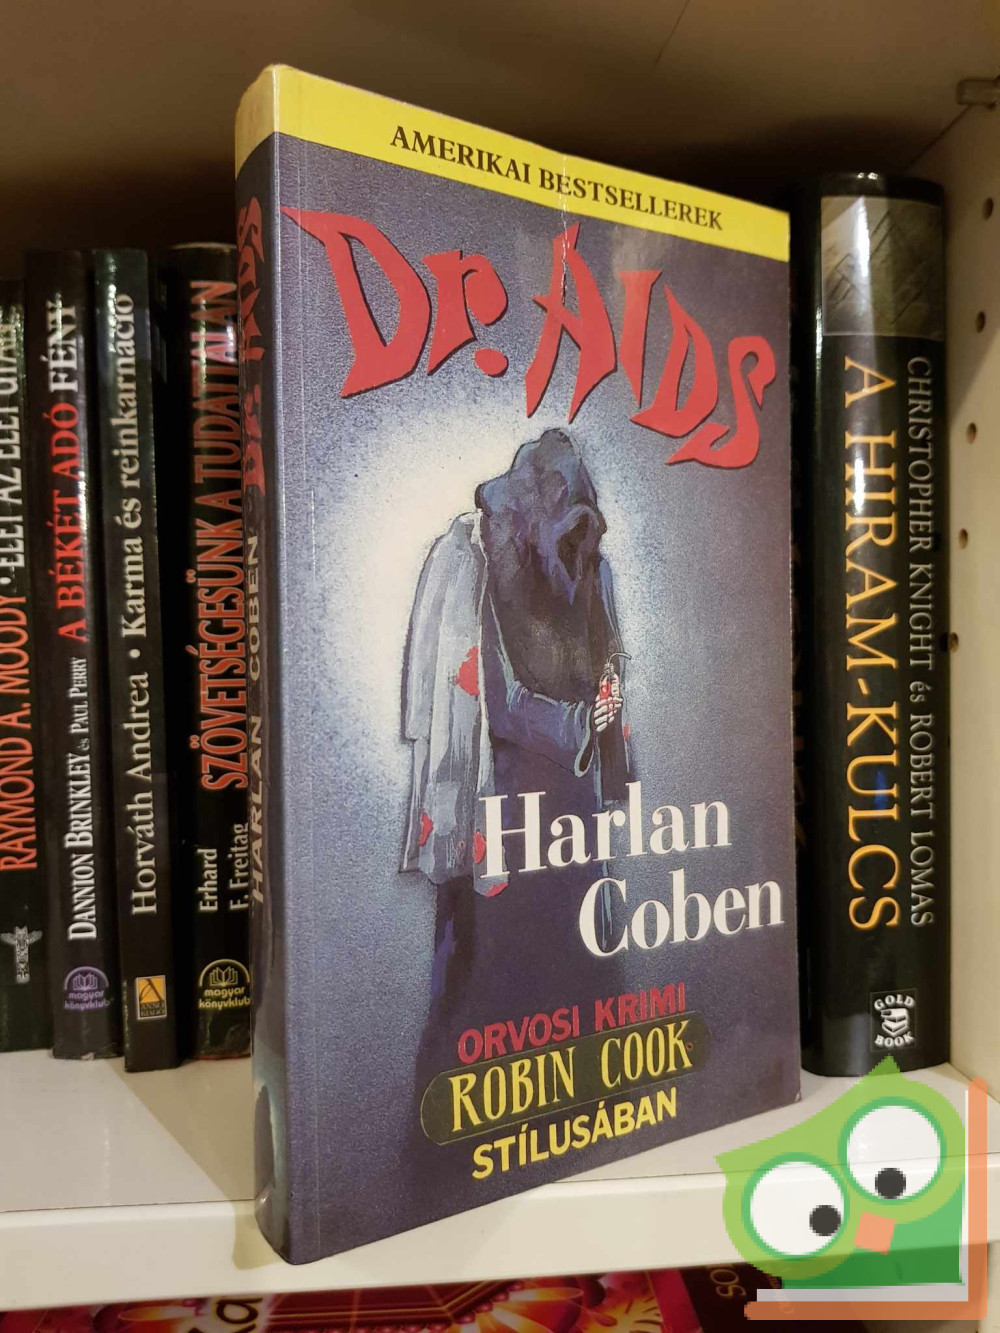 RAYMOND A. MOODY • ÉLET AZ ÉLET UTÁN
DANNION BRINKLEY és PAUL PERRY A BÉKÉT ADÓ FÉNY
magyar
könyvklub
Horváth Andrea • Karma és reinkarnáció
Erhard
F. Freitag
SZÖVETSÉGESÜNK A TUDATTALAN
magyar
könyvklub
HARLAN COBEN Dr. AIDS
AMERIKAI BESTSELLEREK
Dr. AIDS
Harlan
Coben
ORVOSI KRIMI
ROBIN COOK
STÍLUSÁBAN
CHRISTOPHER KNIGHT és ROBERT LOMAS
A HIRAM-KULCS
GOLD
BOOK